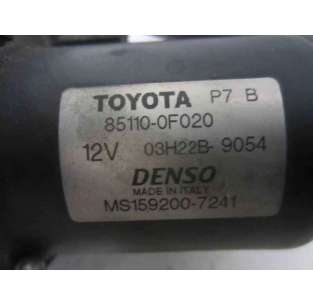 TOYOTA P7 B
85110-0F020
12V 03H22B-9054
DENSO
MADE IN ITALY
MS159200-7241